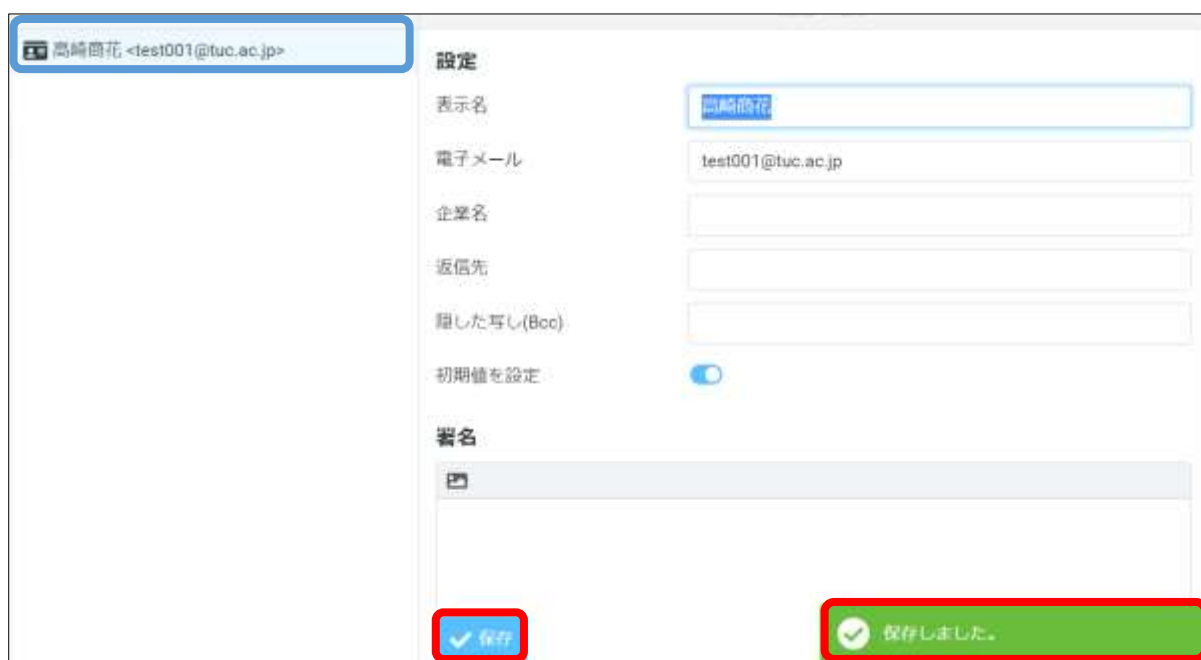 高崎商花 <test001@tuc.ac.jp>
設定
表示名 高崎商花
電子メール test001@tuc.ac.jp
企業名
返信先
隠した写し(Bcc)
初期値を設定
署名
保存
保存しました。